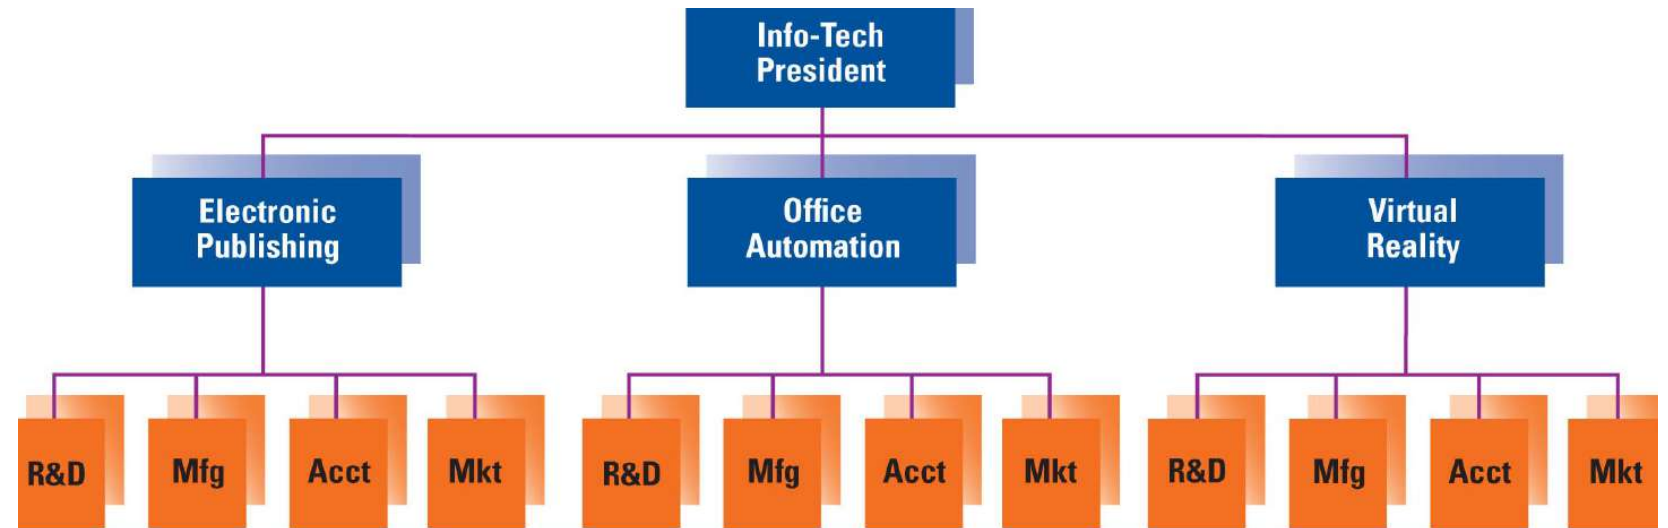 Info-Tech
President
Electronic
Publishing
Office
Automation
Virtual
Reality
R&D
Mfg
Acct
Mkt
R&D
Mfg
Acct
Mkt
R&D
Mfg
Acct
Mkt